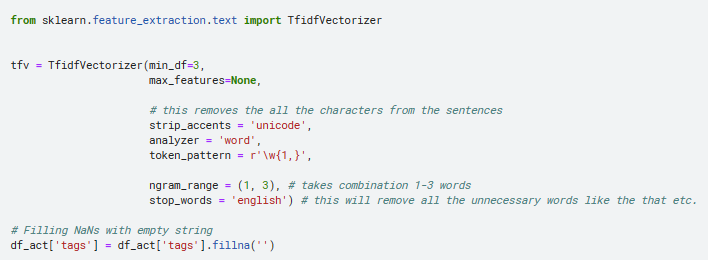 from sklearn.feature_extraction.text import TfidfVectorizer
tfv = TfidfVectorizer(min_df=3,
max_features=None,
# this removes the all the characters from the sentences
strip_accents = 'unicode',
analyzer = 'word',
token_pattern = r'\w{1,}',
ngram_range = (1, 3), # takes combination 1-3 words
stop_words = 'english') # this will remove all the unnecessary words like the that etc.
# Filling NaNs with empty string
df_act['tags'] = df_act['tags'].fillna('')